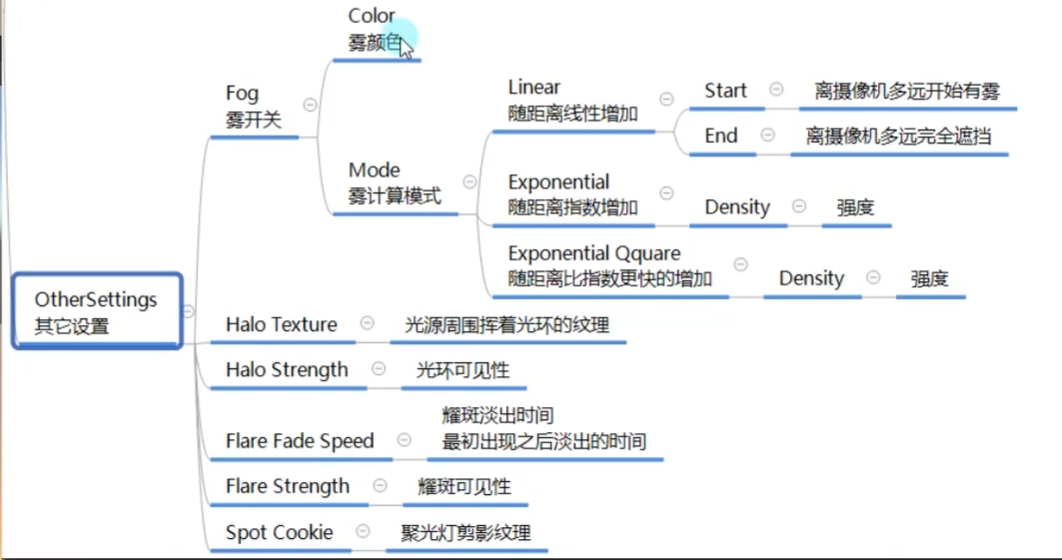 Color
雾颜色
Fog
雾开关
Linear
随距离线性增加
Start
离摄像机多远开始有雾
End
离摄像机多远完全遮挡
Mode
雾计算模式
Exponential
随距离指数增加
Density
强度
Exponential Qquare
随距离比指数更快的增加
Density
强度
OtherSettings
其它设置
Halo Texture
光源周围挥着光环的纹理
Halo Strength
光环可见性
Flare Fade Speed
耀斑淡出时间
最初出现之后淡出的时间
Flare Strength
耀斑可见性
Spot Cookie
聚光灯剪影纹理